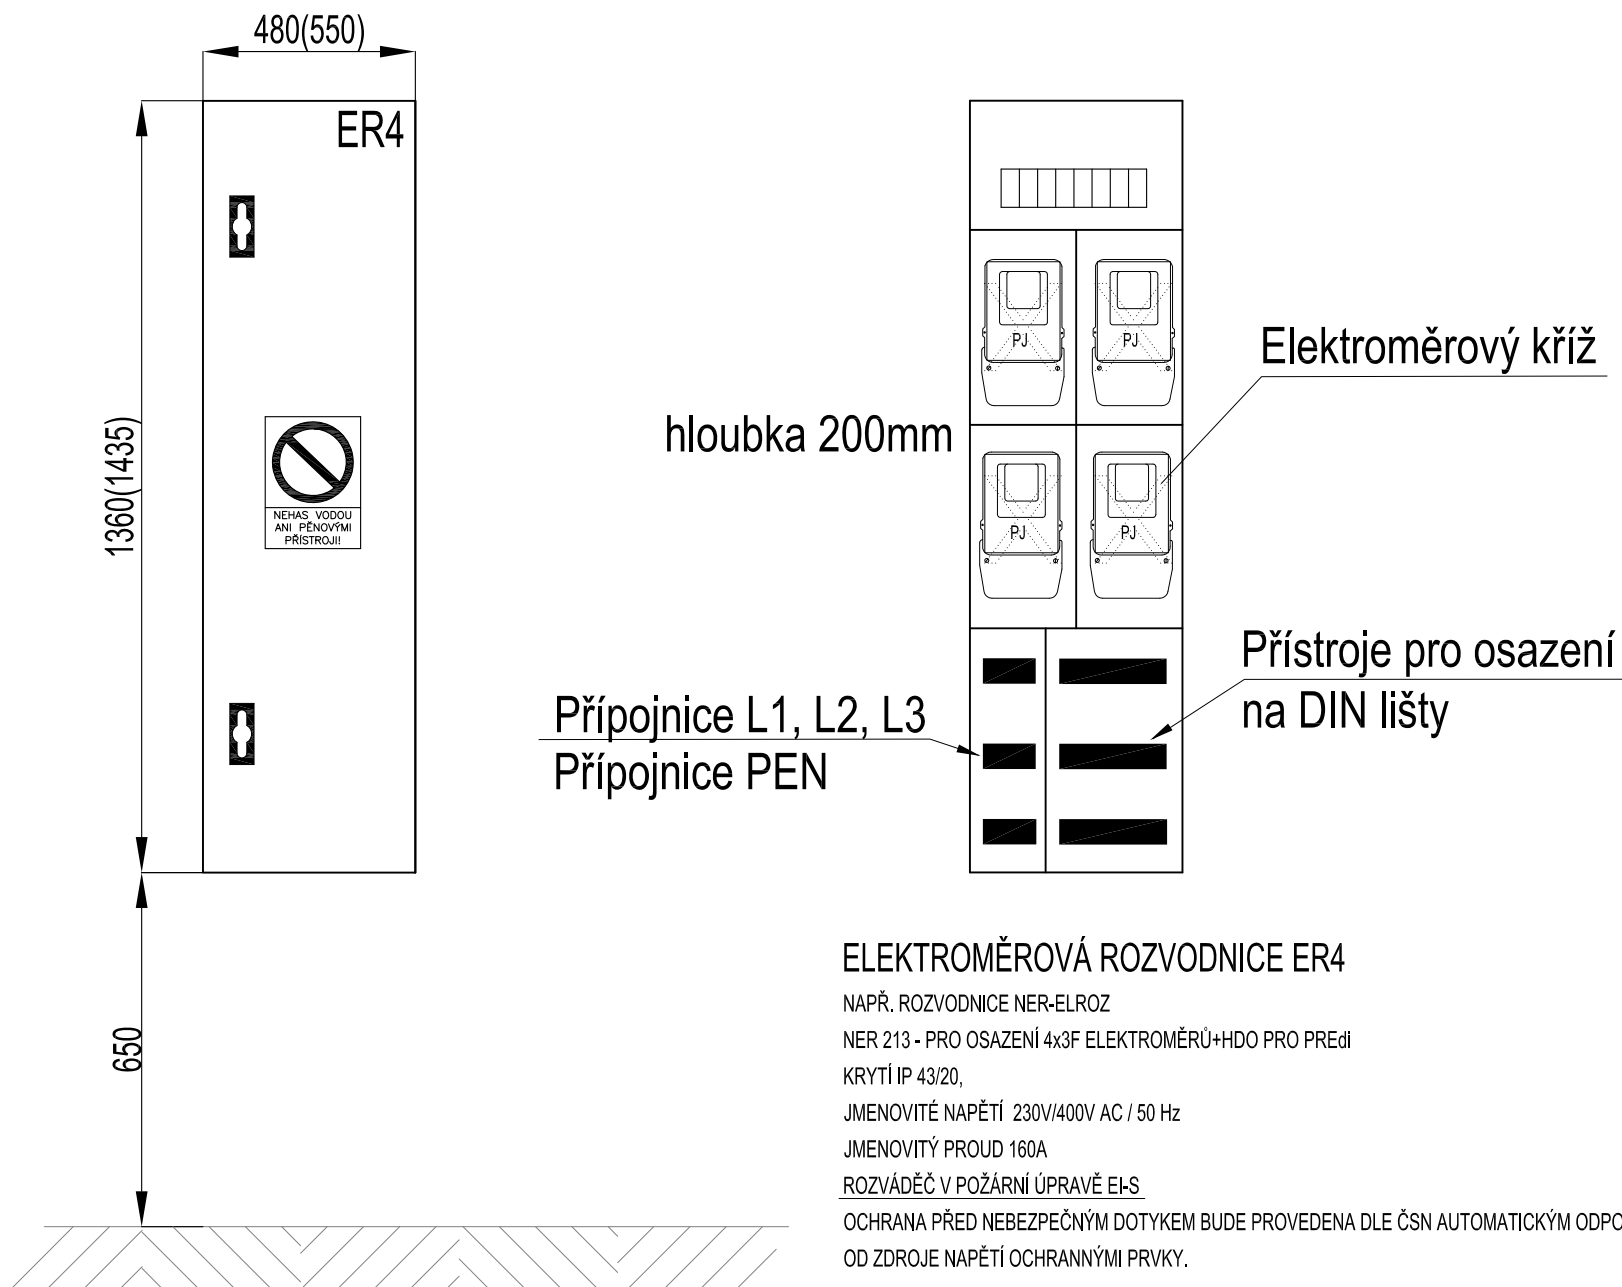 480(550)
ER4
1360(1435)
NEHAS VODOU
ANI PĚNOVÝMI
PŘÍSTROJI!
650
hloubka 200mm
PJ
PJ
PJ
PJ
Elektroměrový kříž
Přípojnice L1, L2, L3
Přípojnice PEN
Přístroje pro osazení
na DIN lišty
ELEKTROMĚROVÁ ROZVODNICE ER4
NAPŘ. ROZVODNICE NER-ELROZ
NER 213 - PRO OSAZENÍ 4x3F ELEKTROMĚRŮ+HDO PRO PREdi
KRYTÍ IP 43/20,
JMENOVITÉ NAPĚTÍ 230V/400V AC / 50 Hz
JMENOVITÝ PROUD 160A
ROZVÁDĚČ V POŽÁRNÍ ÚPRAVĚ EI-S
OCHRANA PŘED NEBEZPEČNÝM DOTYKEM BUDE PROVEDENA DLE ČSN AUTOMATICKÝM ODPO
OD ZDROJE NAPĚTÍ OCHRANNÝMI PRVKY.